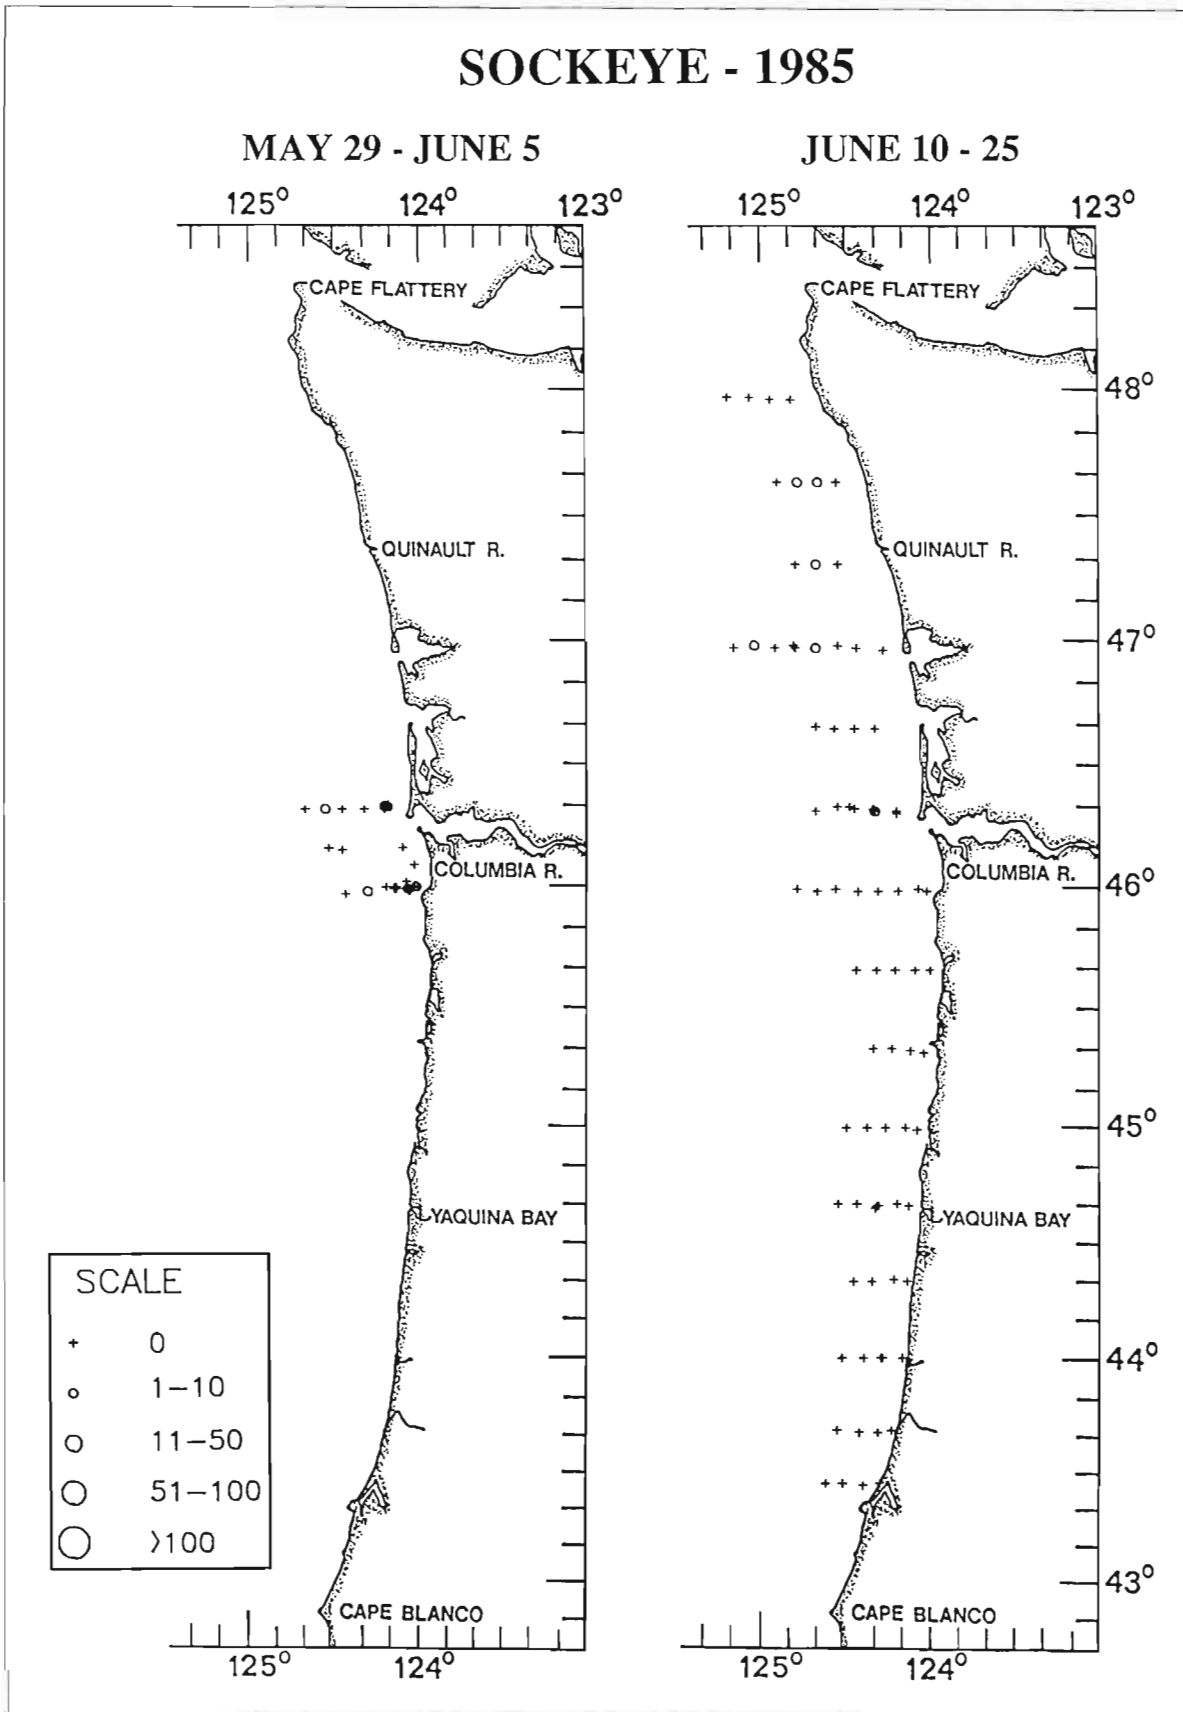 SOCKEYE - 1985
MAY 29 - JUNE 5
JUNE 10 - 25
125° 124° 123°
125° 124° 123°
CAPE FLATTERY
CAPE FLATTERY
48°
QUINAULT R.
QUINAULT R.
47°
COLUMBIA R.
COLUMBIA R.
46°
45°
YAQUINA BAY
YAQUINA BAY
44°
43°
CAPE BLANCO
CAPE BLANCO
125° 124°
125° 124°
SCALE
+ 0
1-10
11-50
51-100
>100